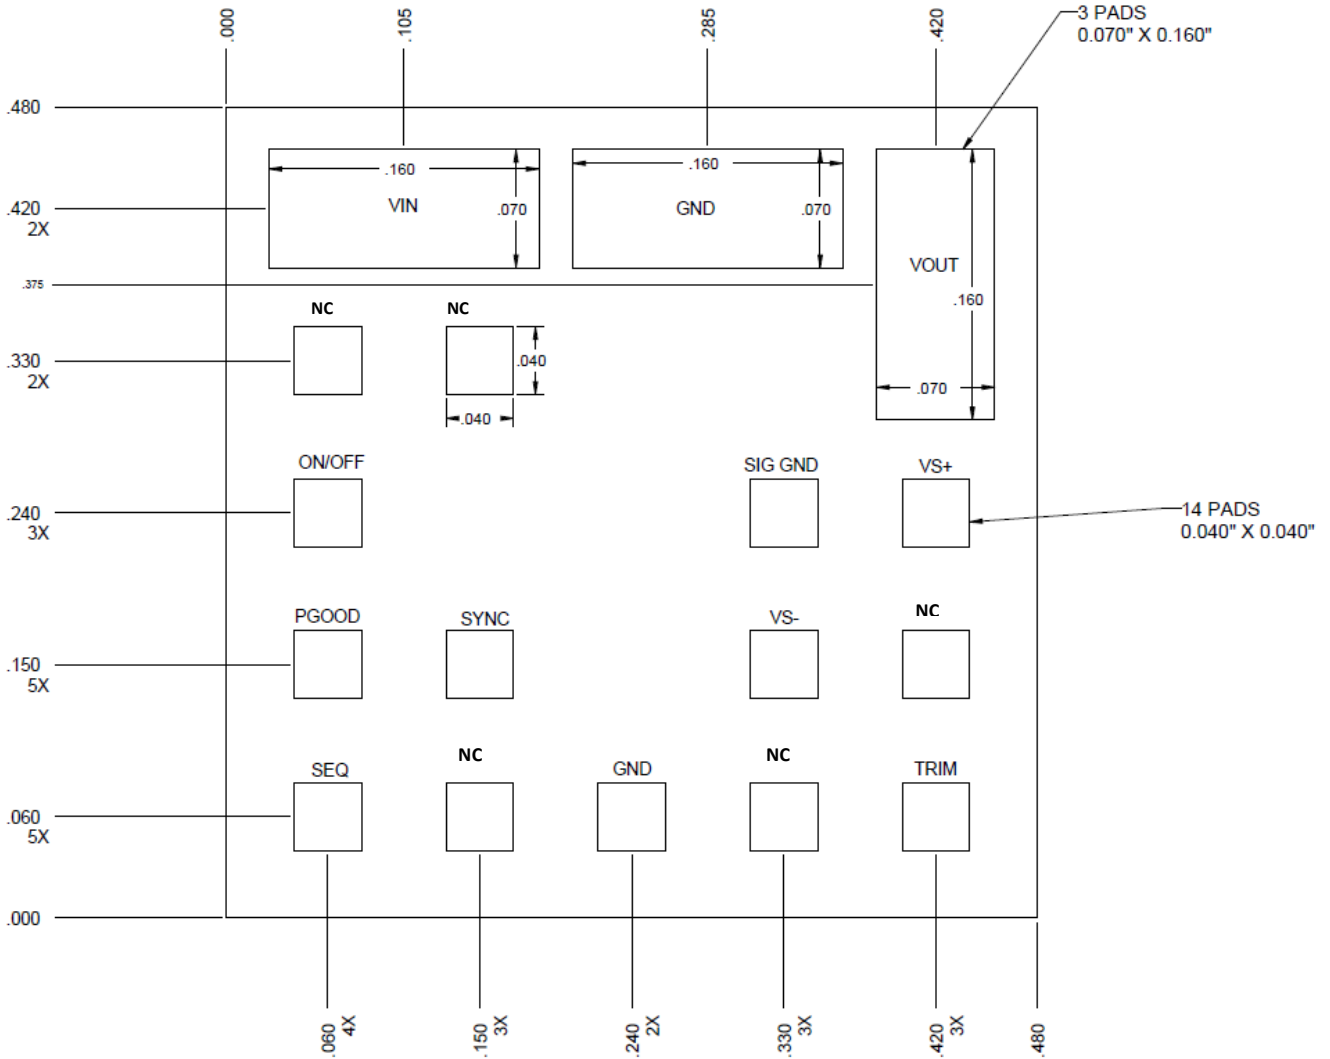 .000
.105
.285
.420
3 PADS
0.070" X 0.160"
.480
.160
.160
.420
2X
VIN
.070
GND
.070
VOUT
.375
.160
NC
NC
.330
2X
.040
.070
.040
ON/OFF
SIG GND
VS+
.240
3X
14 PADS
0.040" X 0.040"
PGOOD
SYNC
VS-
NC
.150
5X
SEQ
NC
GND
NC
TRIM
.060
5X
.000
.060
4X
.150
3X
.240
2X
.330
3X
.420
3X
.480